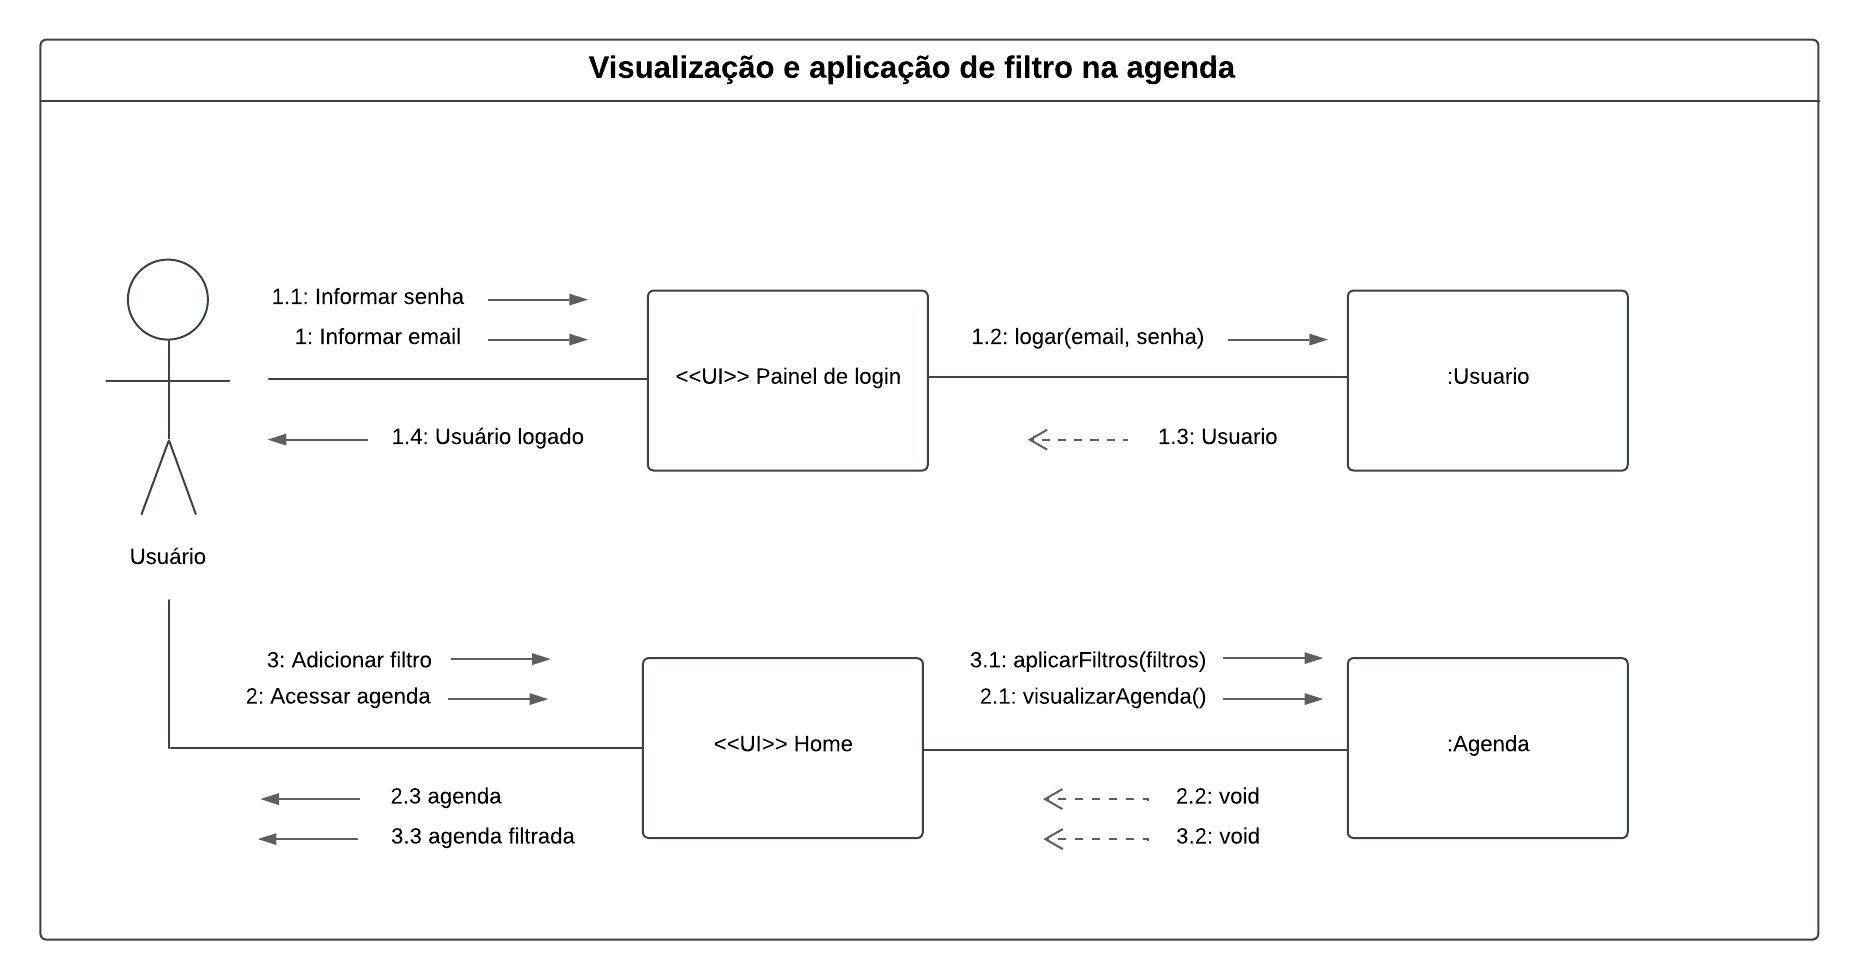 Visualização e aplicação de filtro na agenda
1.1: Informar senha
1: Informar email
1.2: logar(email, senha)
<<UI>> Painel de login
:Usuario
1.4: Usuário logado
1.3: Usuario
Usuário
3: Adicionar filtro
3.1: aplicarFiltros(filtros)
2: Acessar agenda
2.1: visualizarAgenda()
<<UI>> Home
:Agenda
2.3 agenda
2.2: void
3.3 agenda filtrada
3.2: void